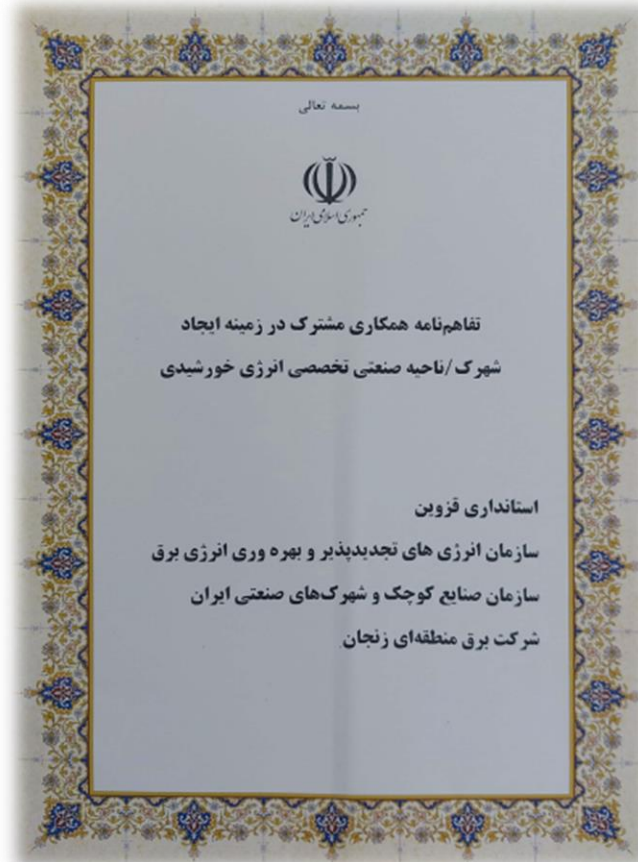 بسمه تعالی
جمهوری اسلامی ایران
تفاهم‌نامه همکاری مشترک در زمینه ایجاد
شهرک /ناحیه صنعتی تخصصی انرژی خورشیدی
استانداری قزوین
سازمان انرژی های تجدیدپذیر و بهره وری انرژی برق
سازمان صنایع کوچک و شهرک‌های صنعتی ایران
شرکت برق منطقه‌ای زنجان